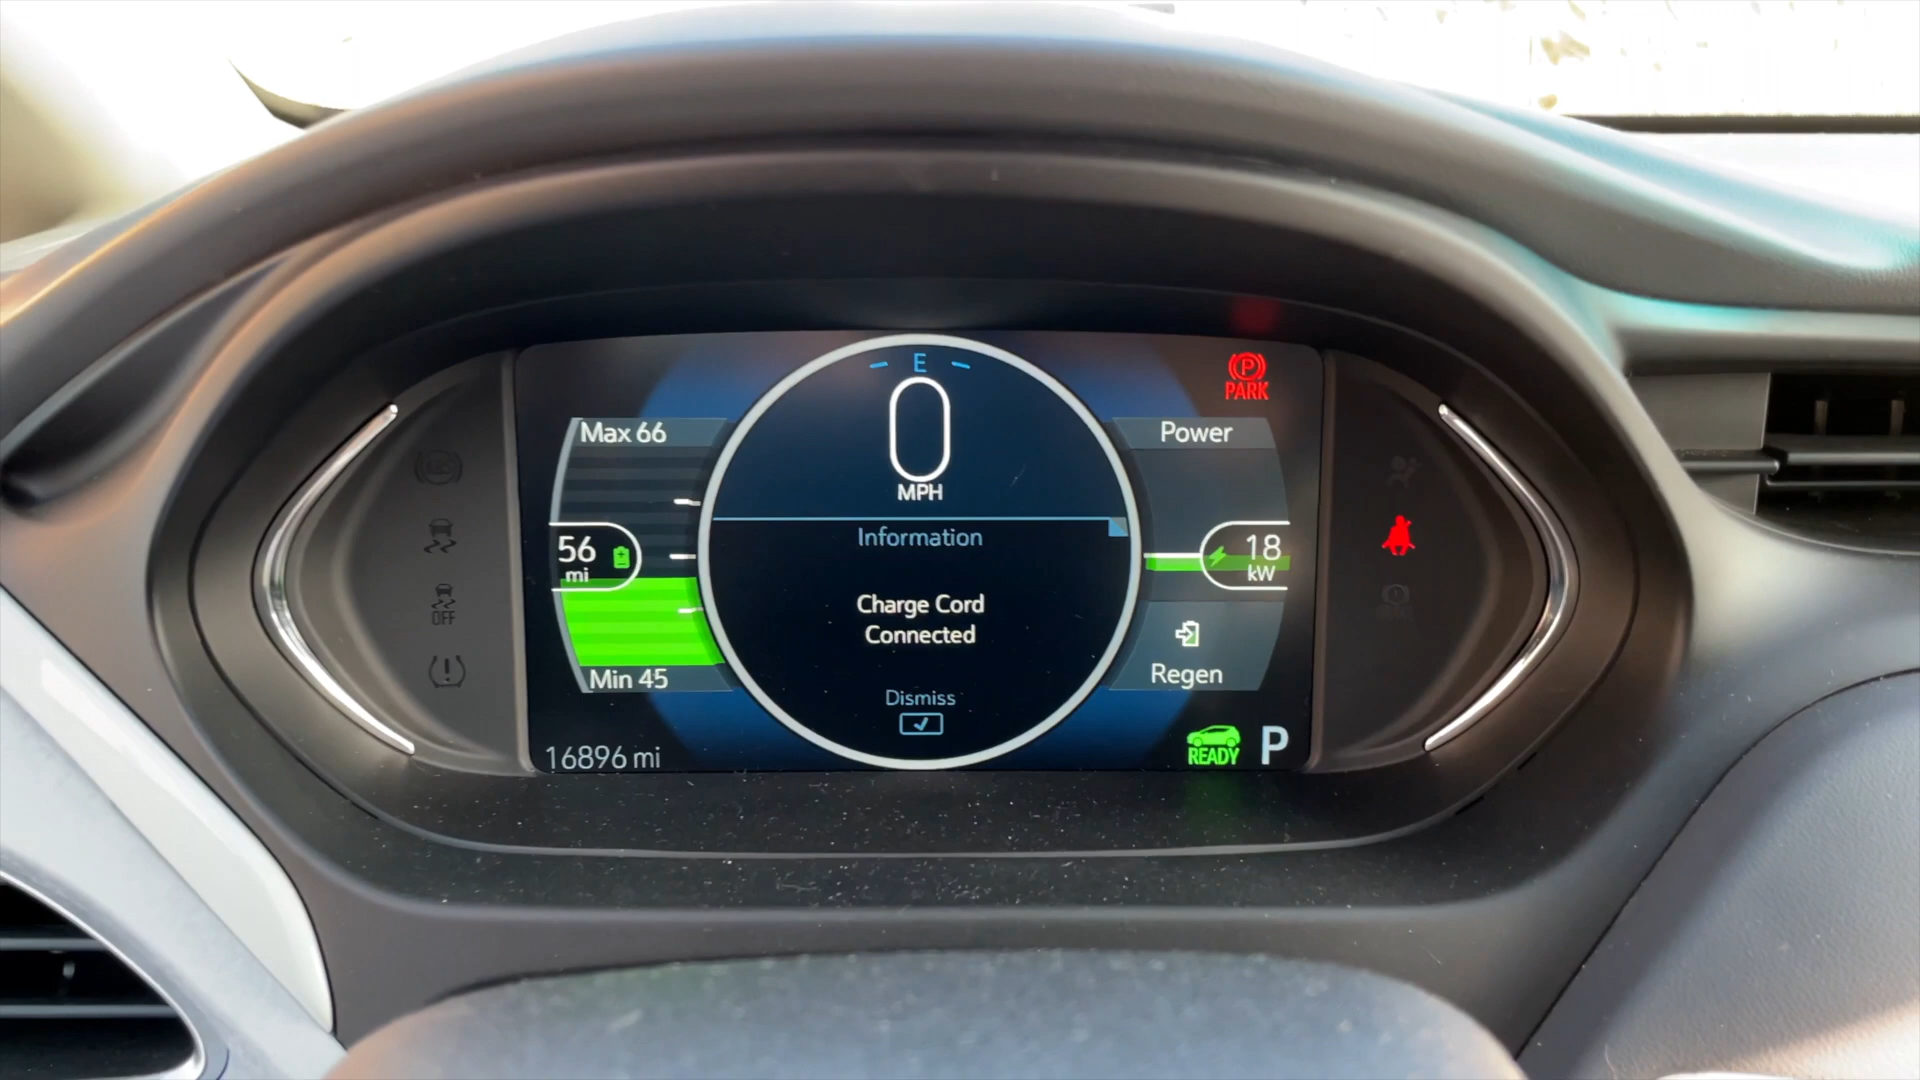 E
0
MPH
PARK
Max 66
Power
56
mi
18
kW
Information
Charge Cord
Connected
OFF
Min 45
Regen
Dismiss
16896 mi
READY
P